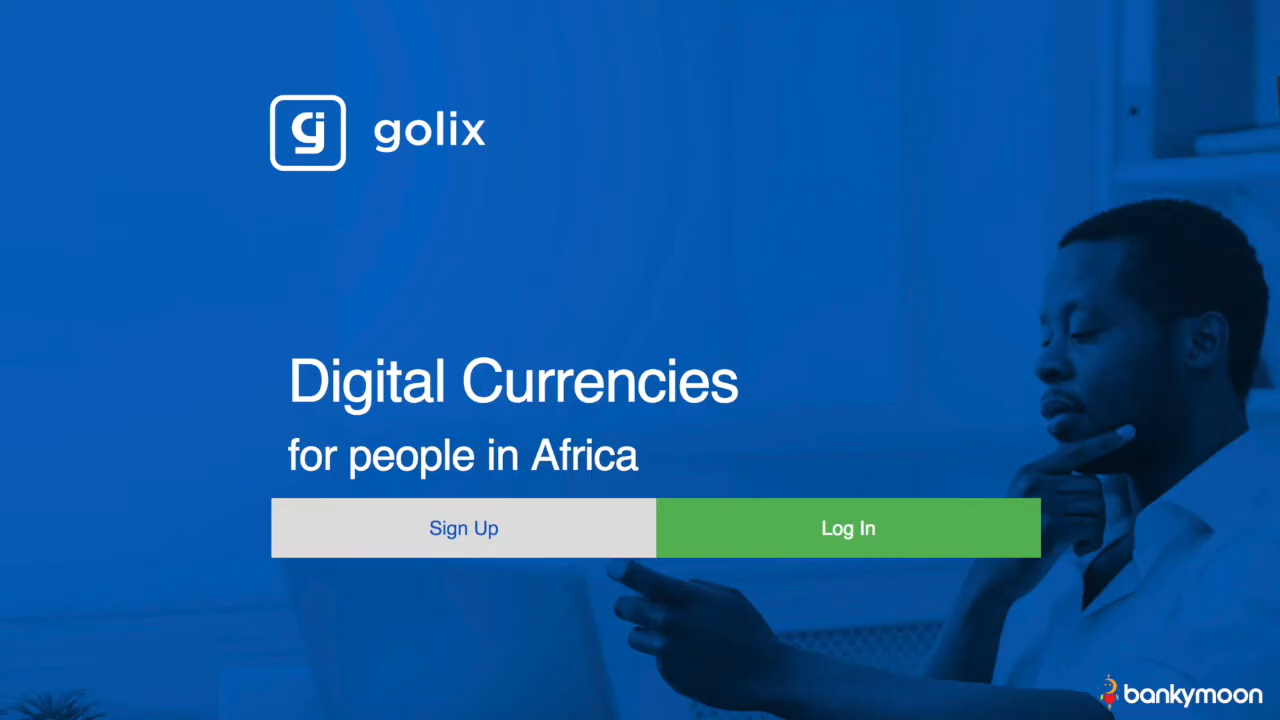 golix
Digital Currencies
for people in Africa
Sign Up
Log In
bankymoon